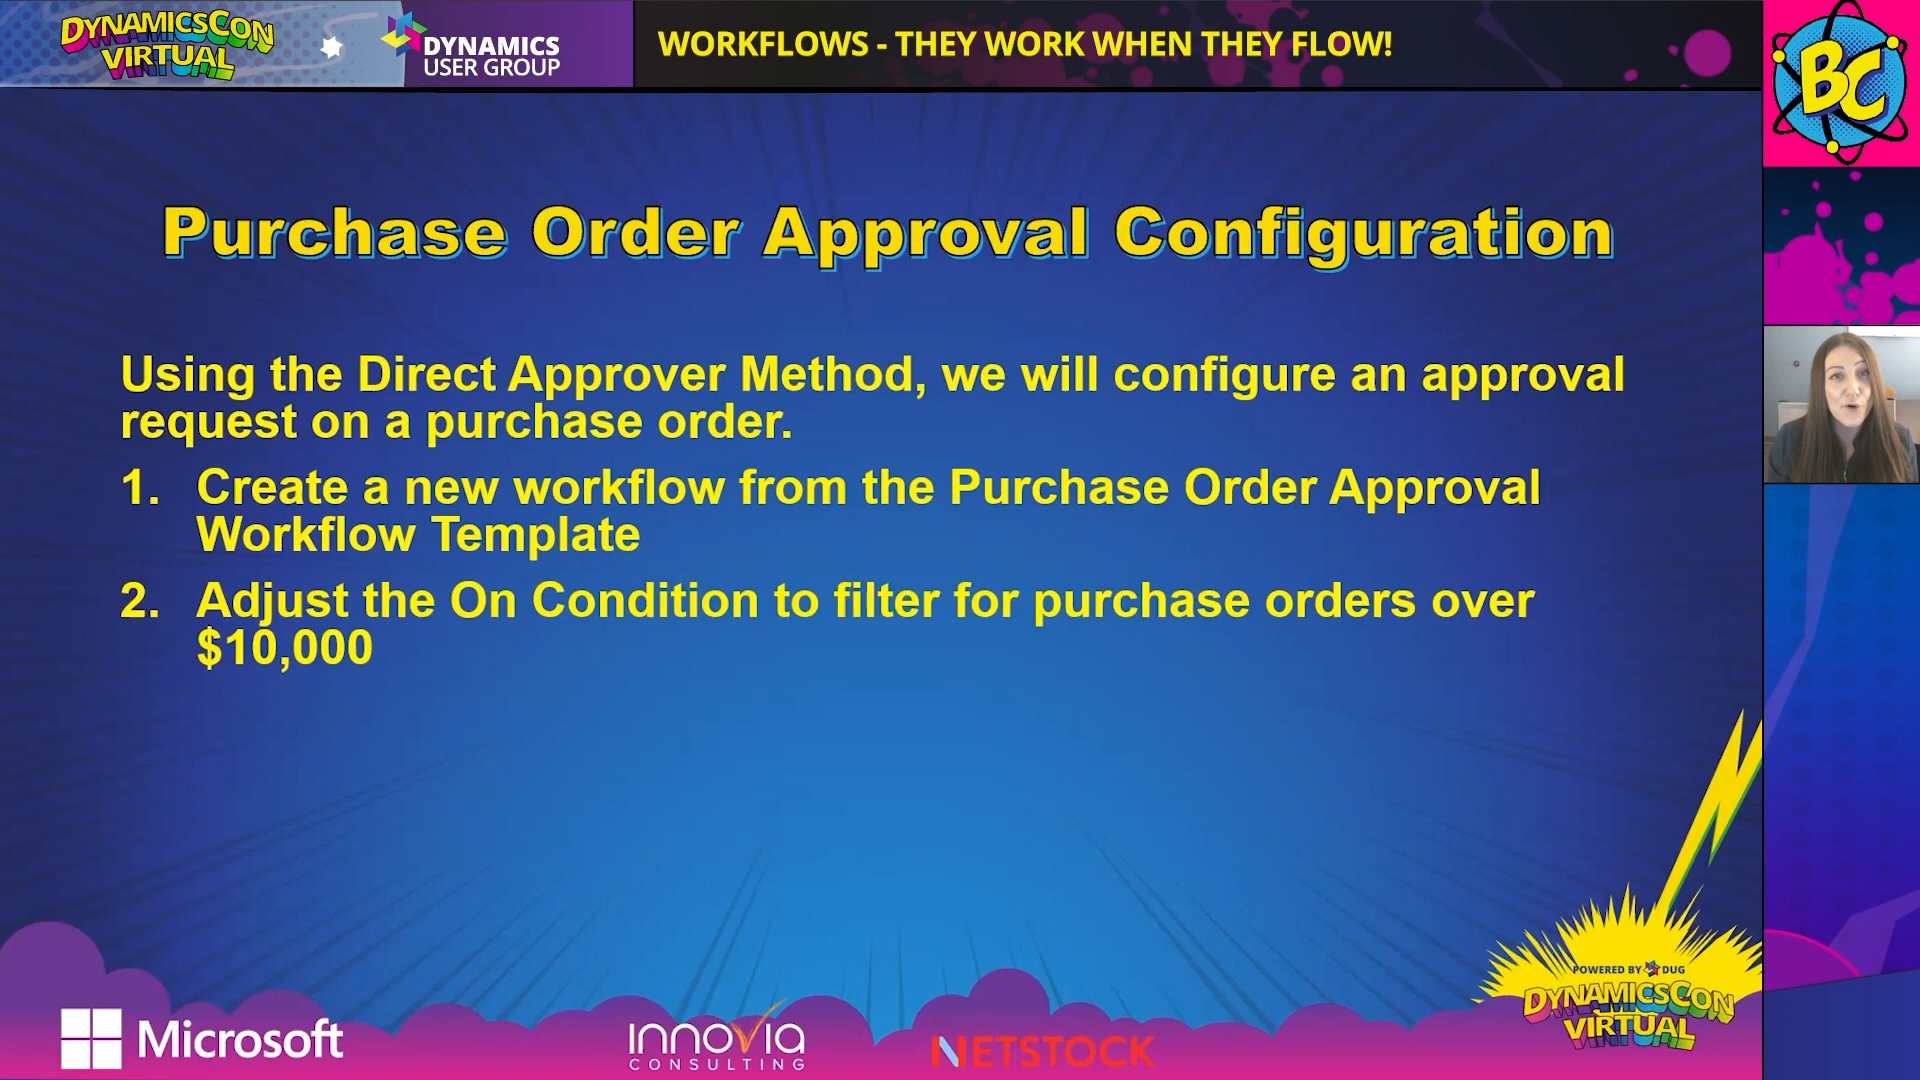 DYNAMICSCON
VIRTUAL
DYNAMICS
USER GROUP
WORKFLOWS - THEY WORK WHEN THEY FLOW!
BC
Purchase Order Approval Configuration
Using the Direct Approver Method, we will configure an approval
request on a purchase order.
1. Create a new workflow from the Purchase Order Approval
Workflow Template
2. Adjust the On Condition to filter for purchase orders over
$10,000
POWERED BY DUG
DYNAMICSCON
VIRTUAL
Microsoft
innovia
CONSULTING
NETSTOCK